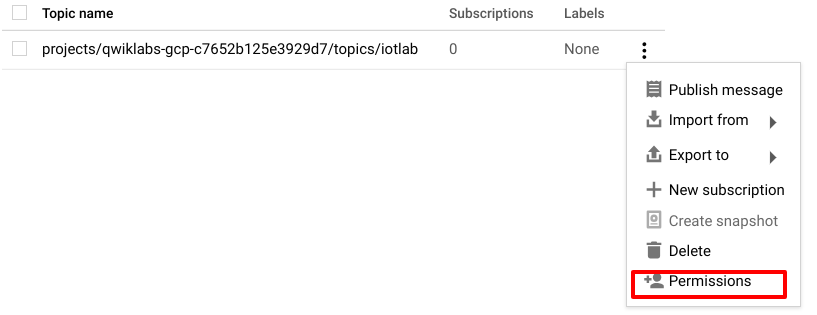 Topic name Subscriptions Labels
projects/qwiklabs-gcp-c7652b125e3929d7/topics/iotlab 0 None
Publish message
Import from
Export to
New subscription
Create snapshot
Delete
Permissions